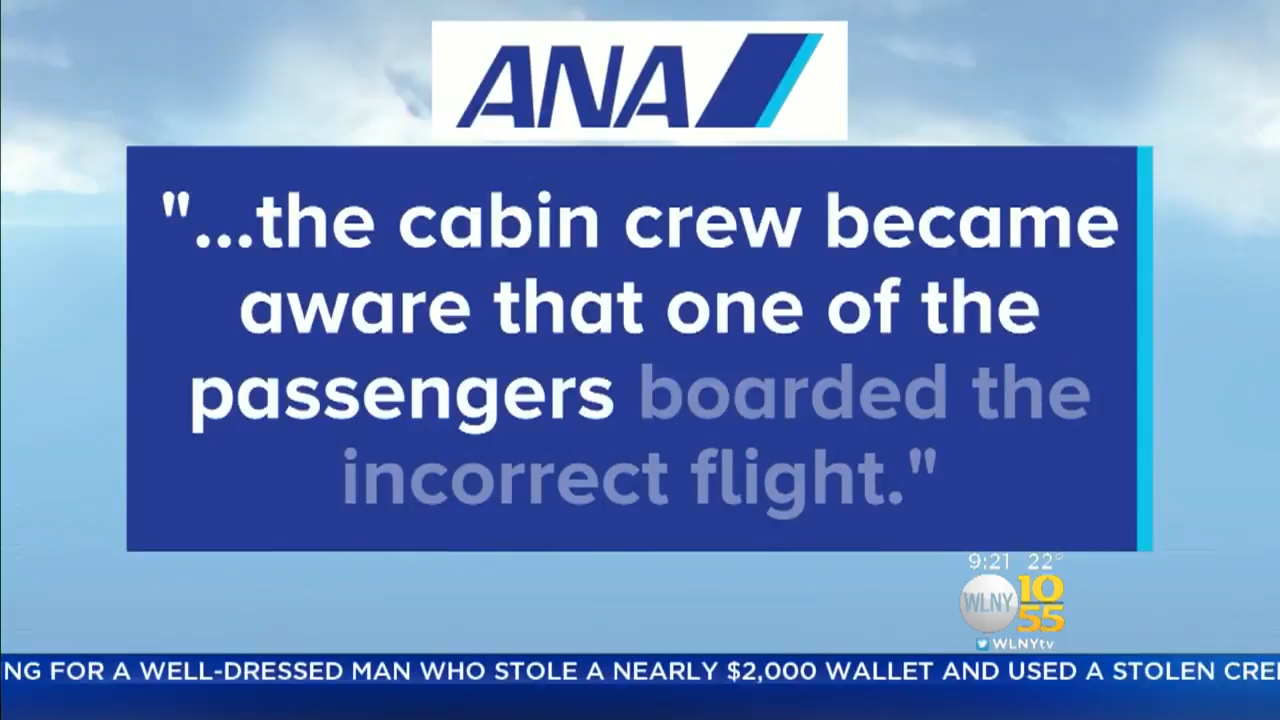 ANA
"...the cabin crew became
aware that one of the
passengers boarded the
incorrect flight."
9:21 22°
WLNY 10
55
WLNYtv
NG FOR A WELL-DRESSED MAN WHO STOLE A NEARLY $2,000 WALLET AND USED A STOLEN CRE